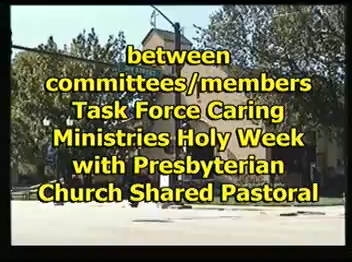 between
committees/members
Task Force Caring
Ministries Holy Week
with Presbyterian
Church Shared Pastoral